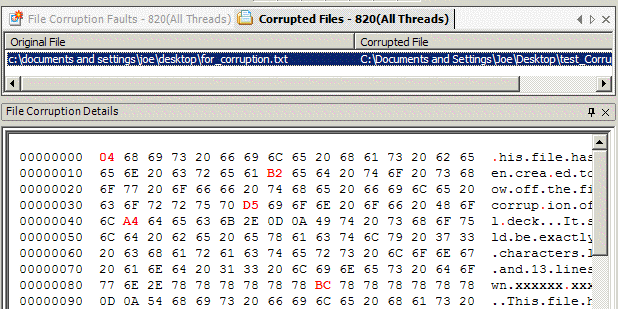 File Corruption Faults - 820(All Threads) Corrupted Files - 820(All Threads)
Original File Corrupted File
c:\documents and settings\joe\desktop\for_corruption.txt C:\Documents and Settings\Joe\Desktop\test_Corru
File Corruption Details
00000000 04 68 69 73 20 66 69 6C 65 20 68 61 73 20 62 65 .his.file.has
00000010 65 6E 20 63 72 65 61 B2 65 64 20 74 6F 20 73 68 en.crea.ed.to
00000020 6F 77 20 6F 66 66 20 74 68 65 20 66 69 6C 65 20 ow.off.the.fi
00000030 63 6F 72 72 75 70 D5 69 6F 6E 20 6F 66 20 48 6F corrup.ion.of
00000040 6C A4 64 65 63 6B 2E 0D 0A 49 74 20 73 68 6F 75 l.deck...It.s
00000050 6C 64 20 62 65 20 65 78 61 63 74 6C 79 20 37 33 ld.be.exactly
00000060 20 63 68 61 72 61 63 74 65 72 73 20 6C 6F 6E 67 .characters.l
00000070 20 61 6E 64 20 31 33 20 6C 69 6E 65 73 20 64 6F .and.13.lines
00000080 77 6E 2E 78 78 78 78 78 78 BC 78 78 78 78 78 78 wn.xxxxxx.xxx
00000090 0D 0A 54 68 69 73 20 66 69 6C 65 20 68 61 73 20 ..This.file.h